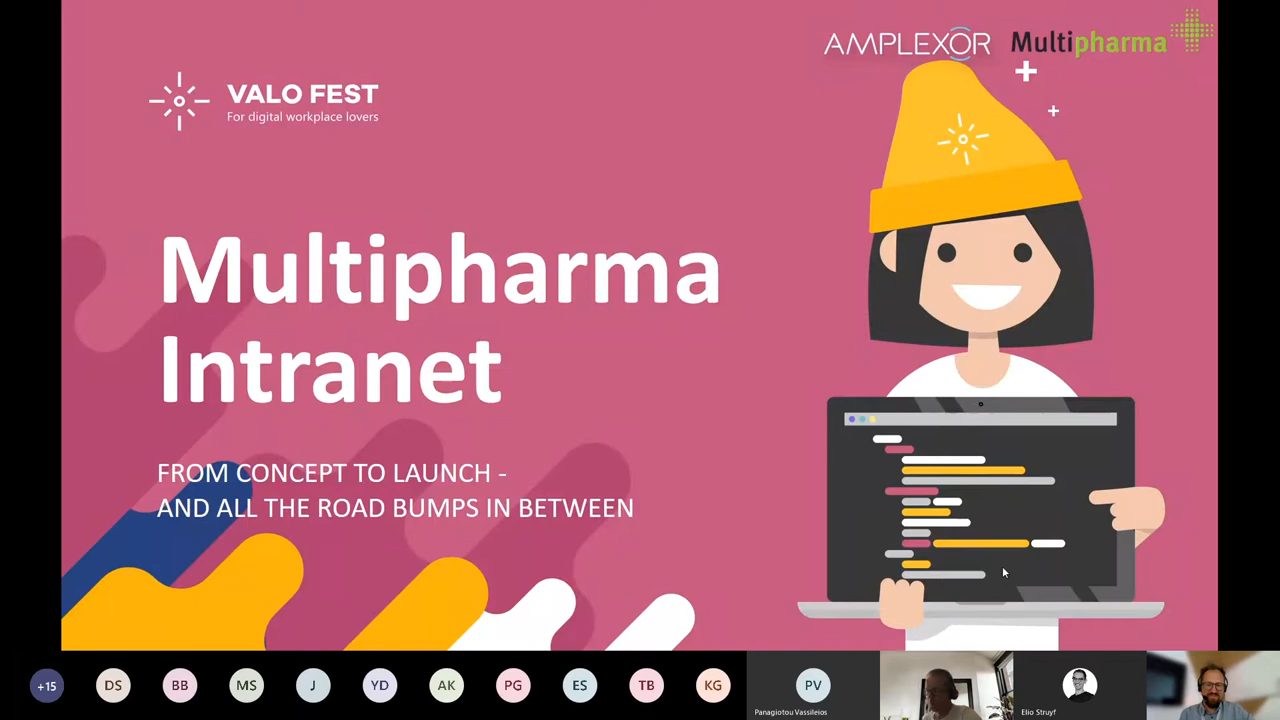 AMPLEXOR
Multipharma
VALO FEST
For digital workplace lovers
Multipharma
Intranet
FROM CONCEPT TO LAUNCH -
AND ALL THE ROAD BUMPS IN BETWEEN
+15
DS
BB
MS
J
YD
AK
PG
ES
TB
KG
PV
Panagiotou Vassileios
Elio Struyf